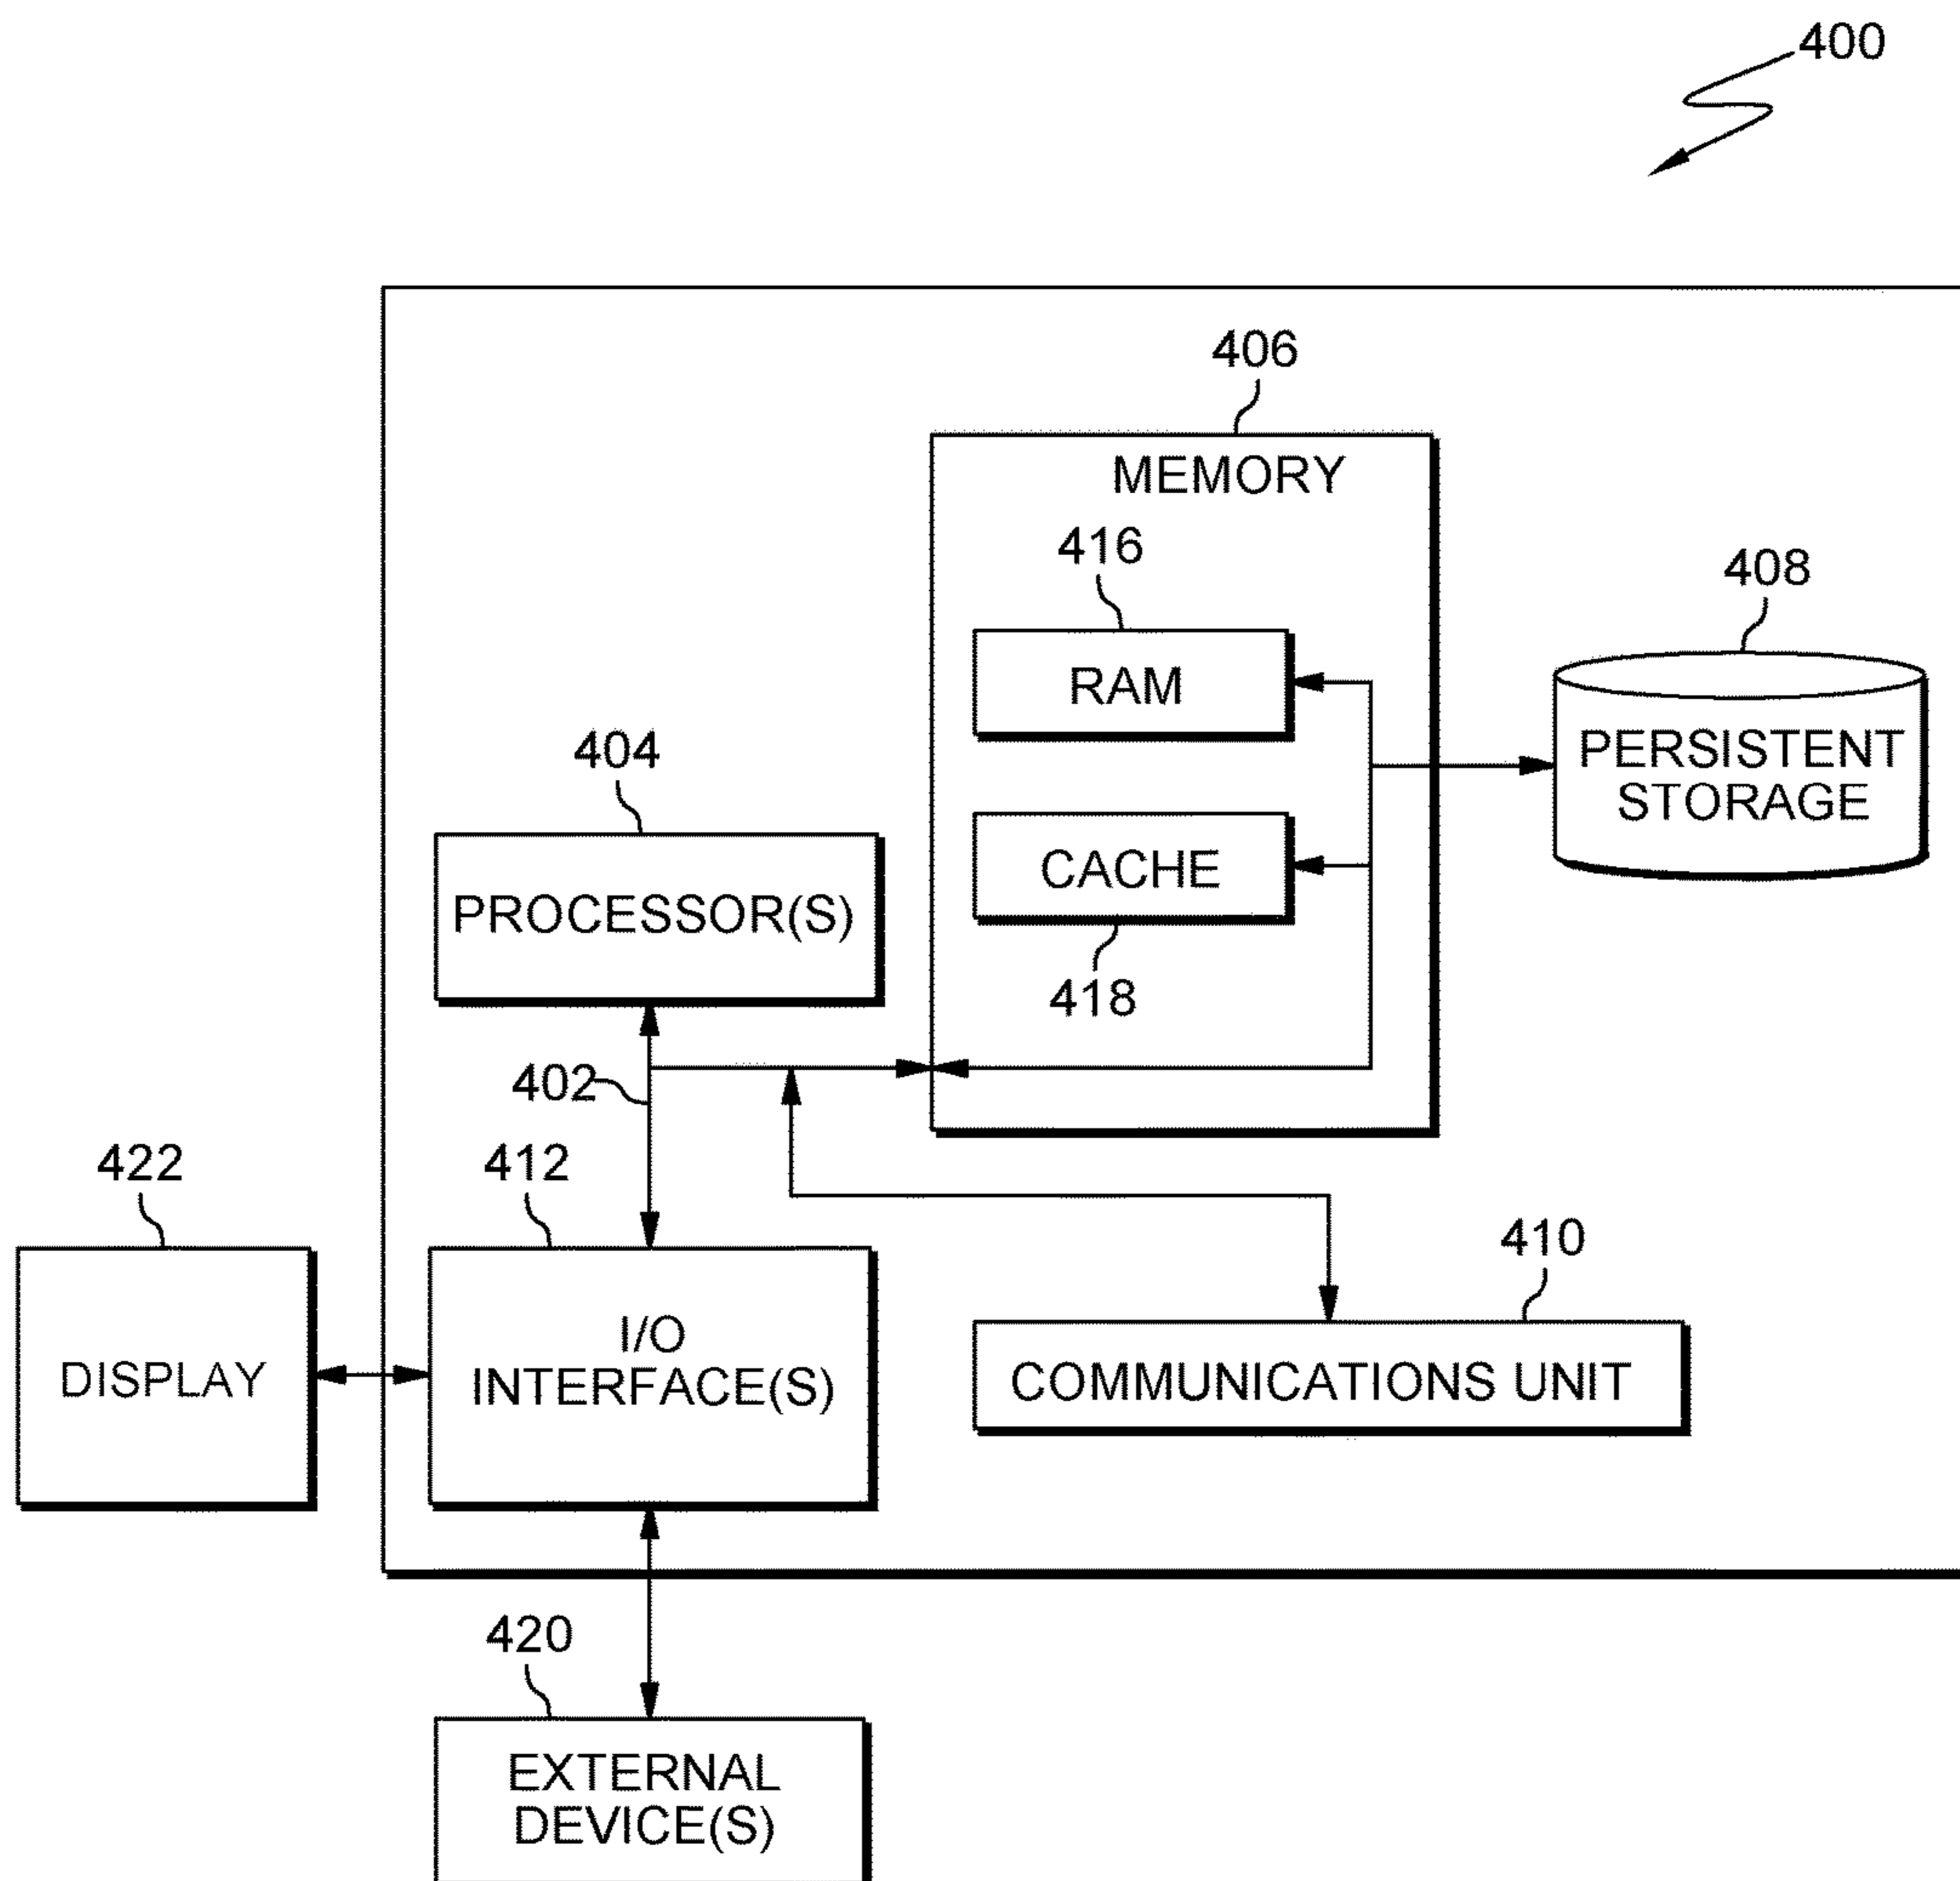 400
406
MEMORY
416
RAM
408
PERSISTENT
STORAGE
404
PROCESSOR(S)
CACHE
418
402
422
DISPLAY
412
I/O
INTERFACE(S)
410
COMMUNICATIONS UNIT
420
EXTERNAL
DEVICE(S)